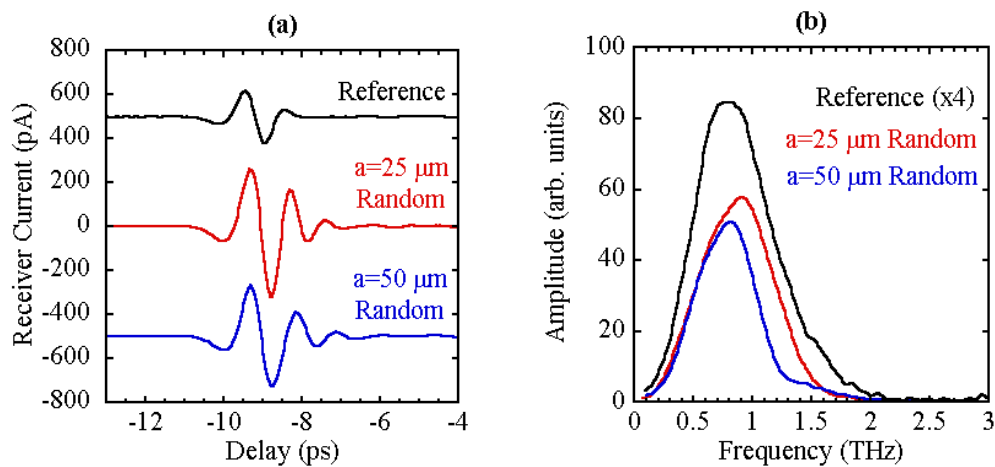 (a)
800
600
400
200
0
-200
-400
-600
-800
Receiver Current (pA)
Reference
a=25 μm
Random
a=50 μm
Random
-12
-10
-8
-6
-4
Delay (ps)
(b)
100
80
60
40
20
0
Amplitude (arb. units)
Reference (x4)
a=25 μm Random
a=50 μm Random
0
0.5
1
1.5
2
2.5
3
Frequency (THz)